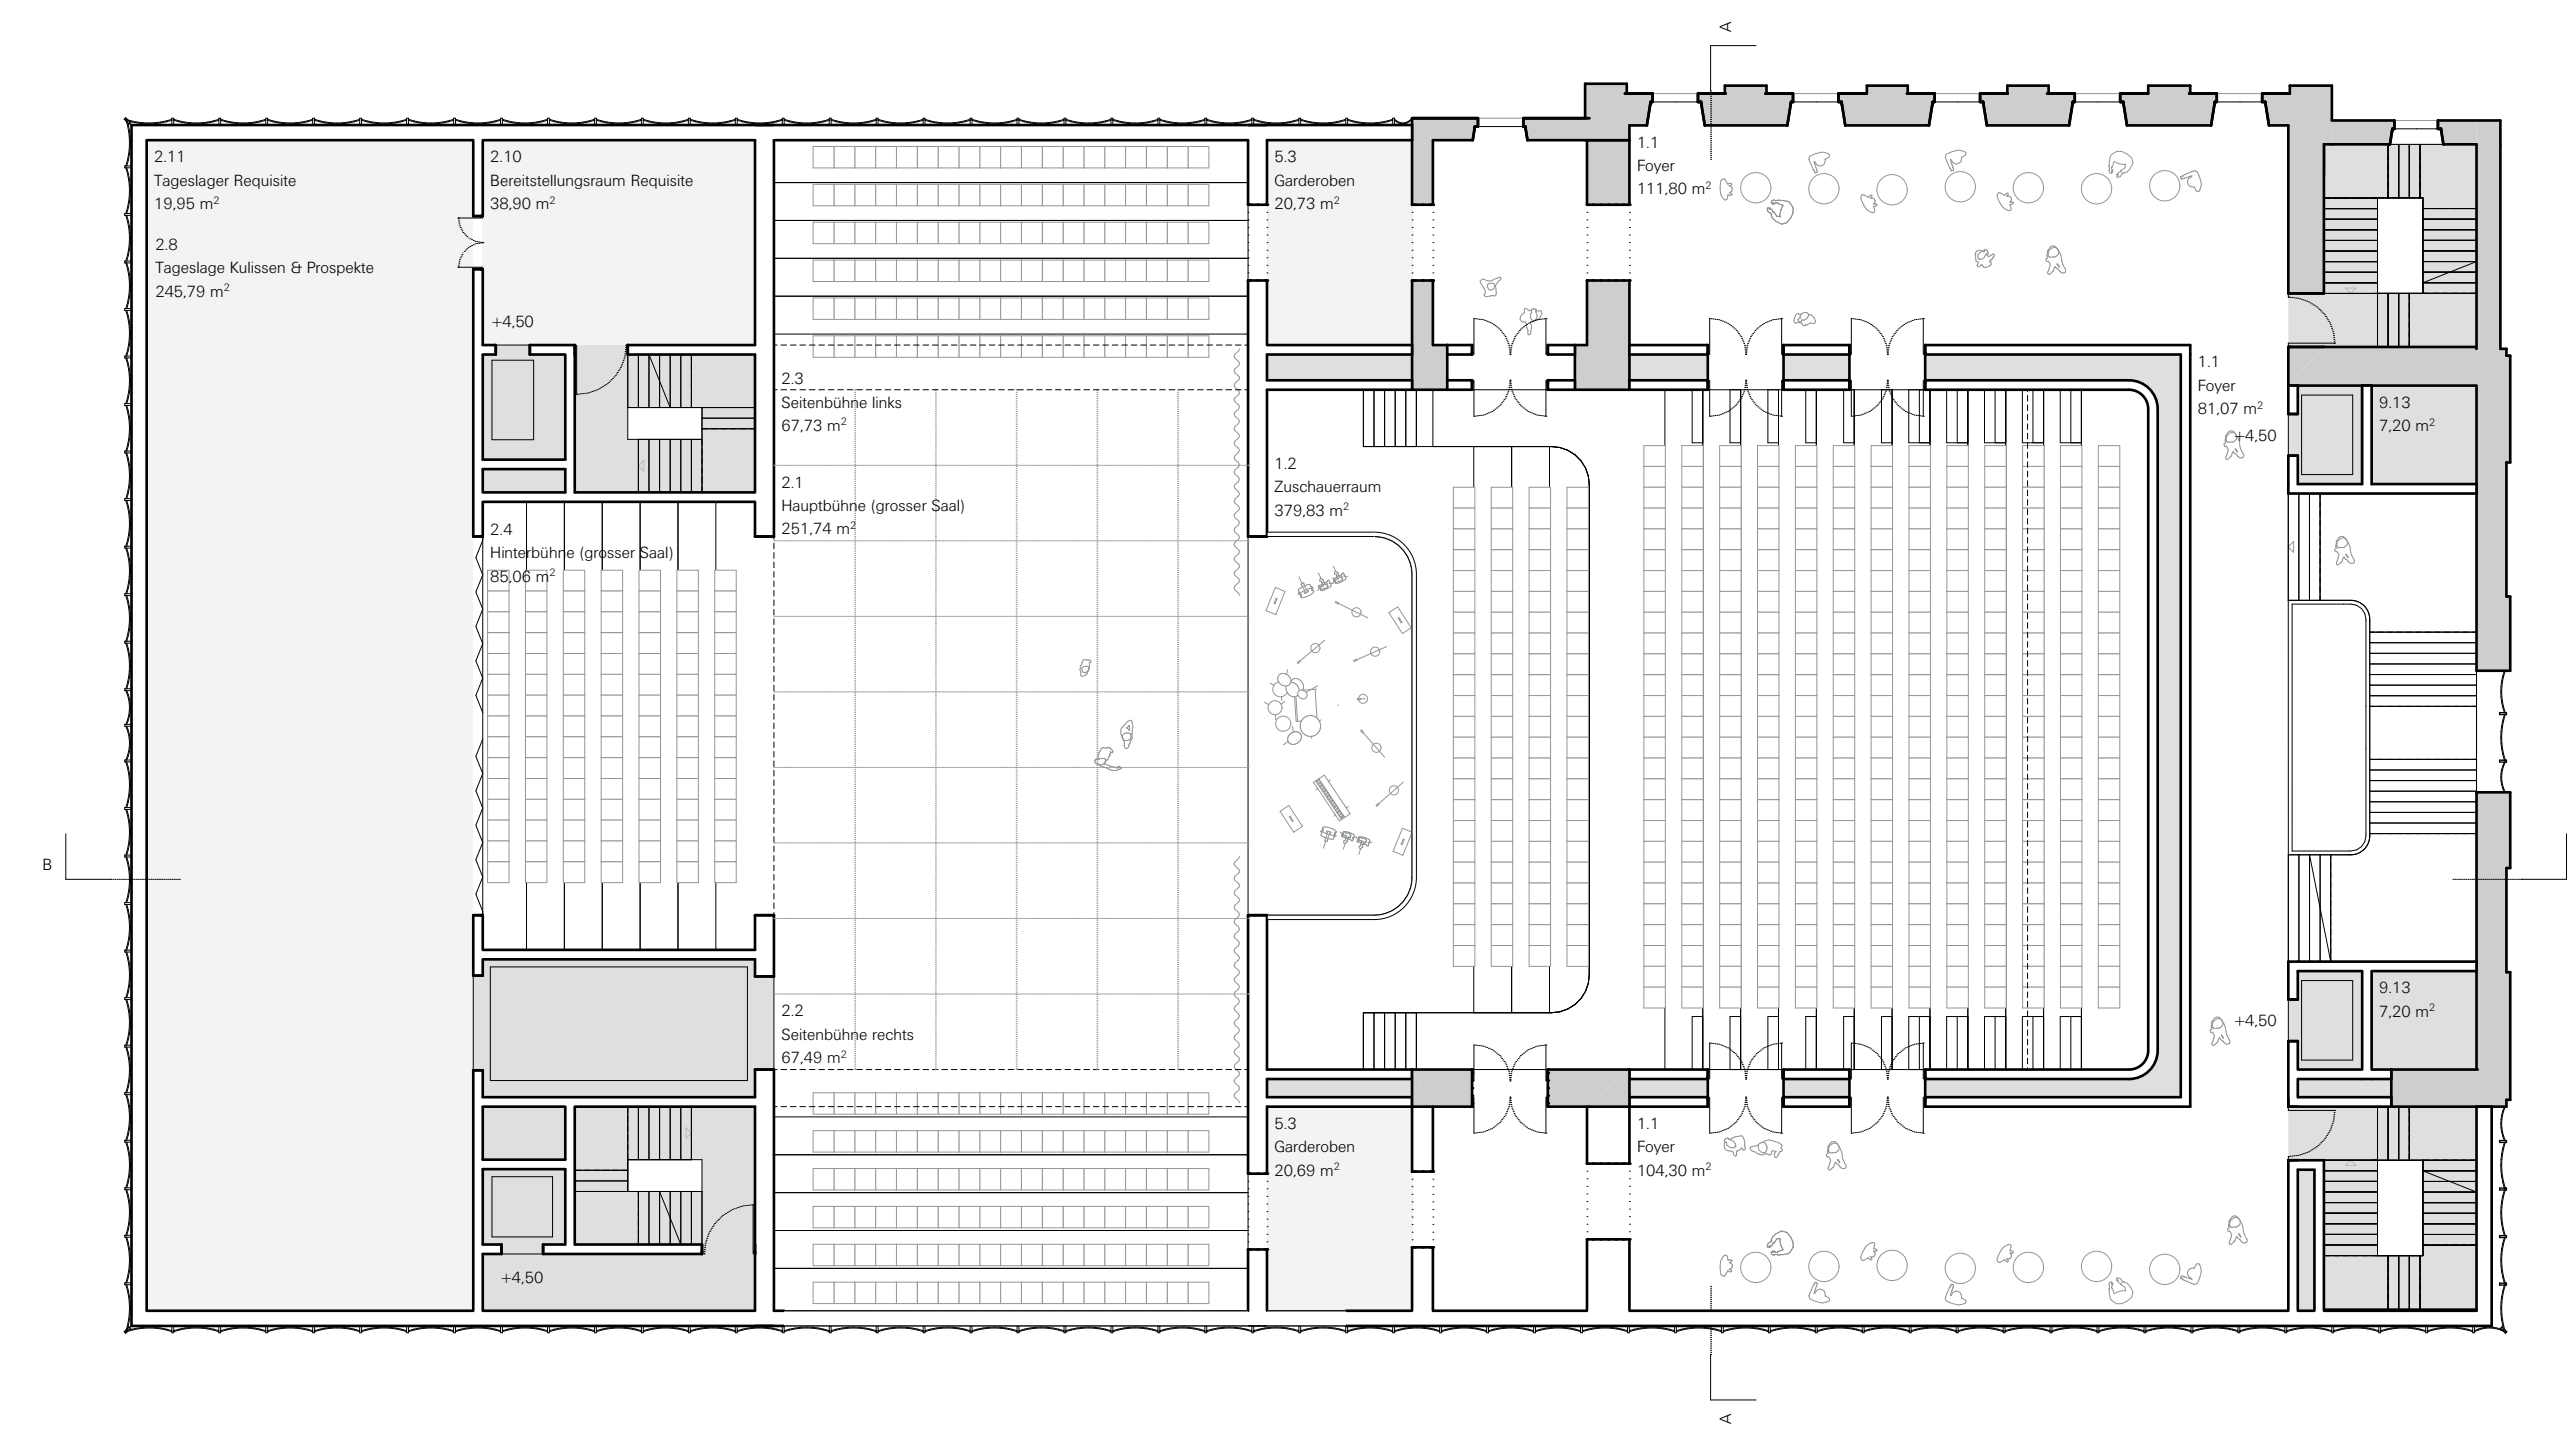 A
2.11
Tageslager Requisite
19,95 m²
2.8
Tageslage Kulissen & Prospekte
245,79 m²
2.10
Bereitstellungsraum Requisite
38,90 m²
+4,50
5.3
Garderoben
20,73 m²
1.1
Foyer
111,80 m²
2.3
Seitenbühne links
67,73 m²
1.1
Foyer
81,07 m²
+4,50
9.13
7,20 m²
2.1
Hauptbühne (grosser Saal)
251,74 m²
1.2
Zuschauerraum
379,83 m²
2.4
Hinterbühne (grosser Saal)
85,06 m²
B
2.2
Seitenbühne rechts
67,49 m²
+4,50
9.13
7,20 m²
5.3
Garderoben
20,69 m²
1.1
Foyer
104,30 m²
+4,50
A